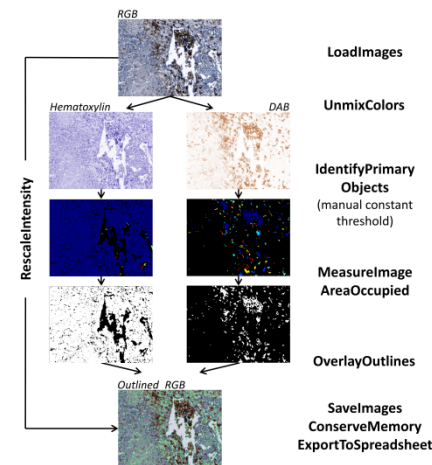 RGB
LoadImages
UnmixColors
Hematoxylin
DAB
IdentifyPrimary
Objects
(manual constant
threshold)
RescaleIntensity
MeasureImage
AreaOccupied
OverlayOutlines
Outlined RGB
SaveImages
ConserveMemory
ExportToSpreadsheet